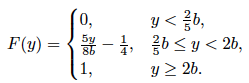 F(y) = { 0, y < 2/5 b,
5y/8b − 1/4, 2/5 b ≤ y < 2b,
1, y ≥ 2b.